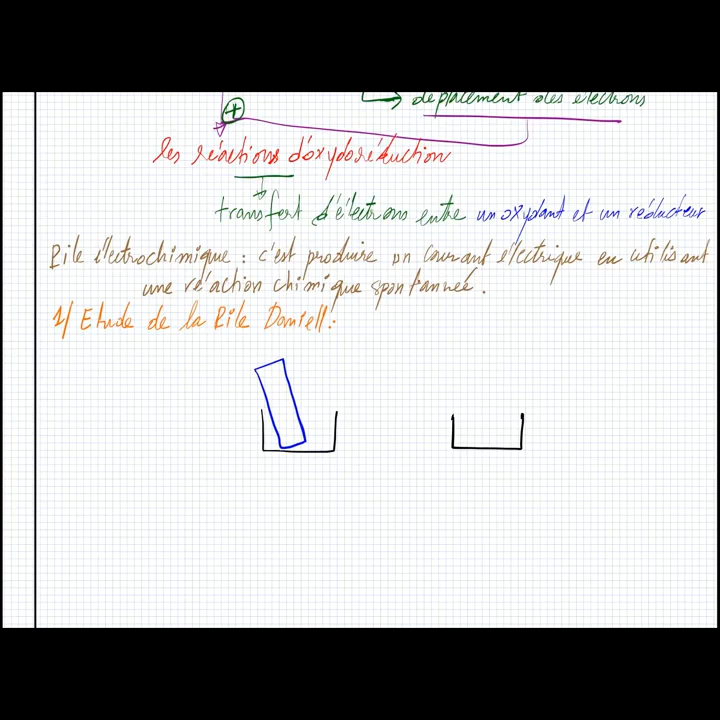 déplacement des électrons
+
les réactions d'oxydoréduction
transfert d'électrons entre un oxydant et un réducteur
Pile électrochimique : c'est produire un courant électrique en utilisant
une réaction chimique spontannée.
1/ Etude de la Pile Daniell :